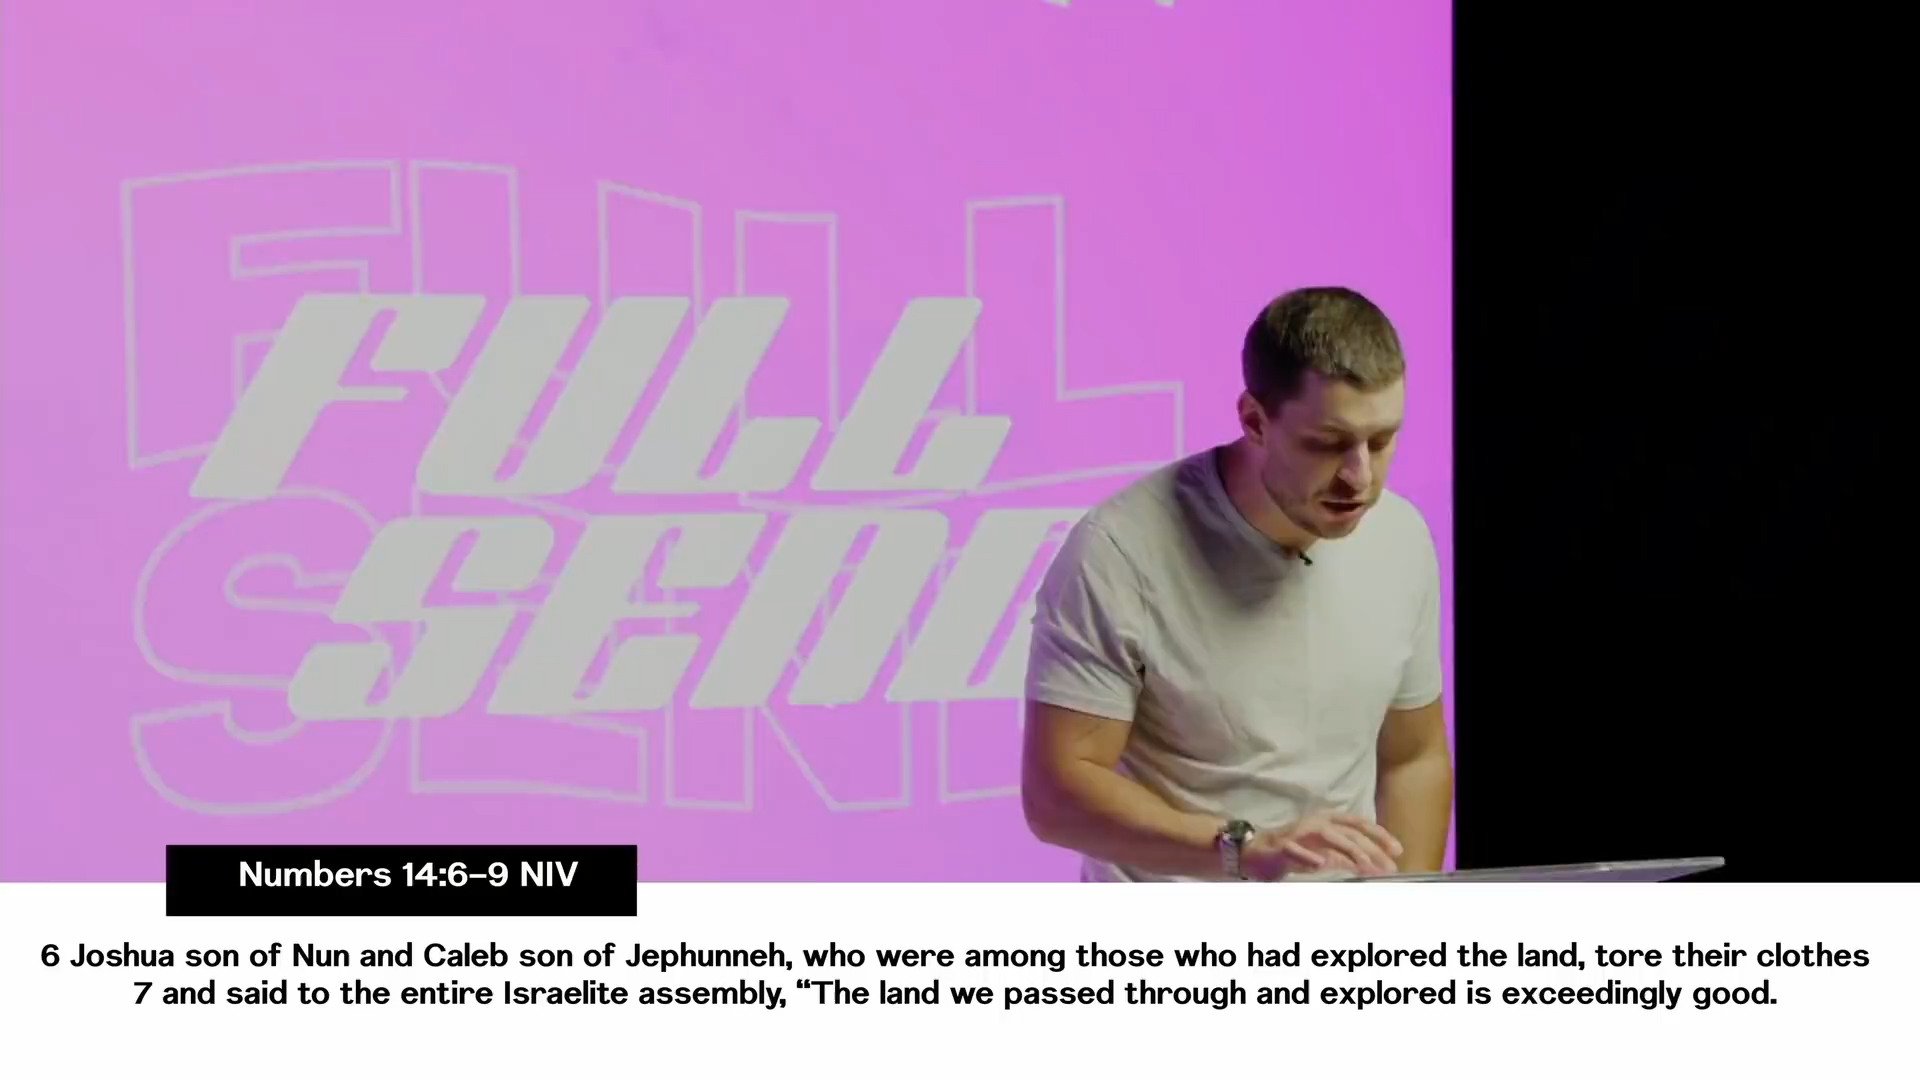 FULL
SEND
FULL
SEN
Numbers 14:6–9 NIV
6 Joshua son of Nun and Caleb son of Jephunneh, who were among those who had explored the land, tore their clothes
7 and said to the entire Israelite assembly, “The land we passed through and explored is exceedingly good.